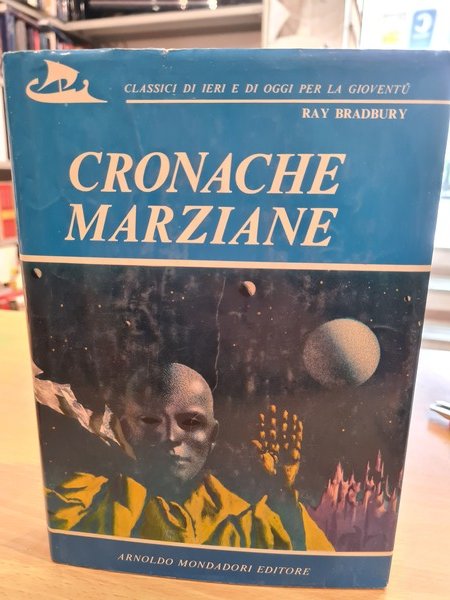 CLASSICI DI IERI E DI OGGI PER LA GIOVENTÙ
RAY BRADBURY
CRONACHE
MARZIANE
ARNOLDO MONDADORI EDITORE